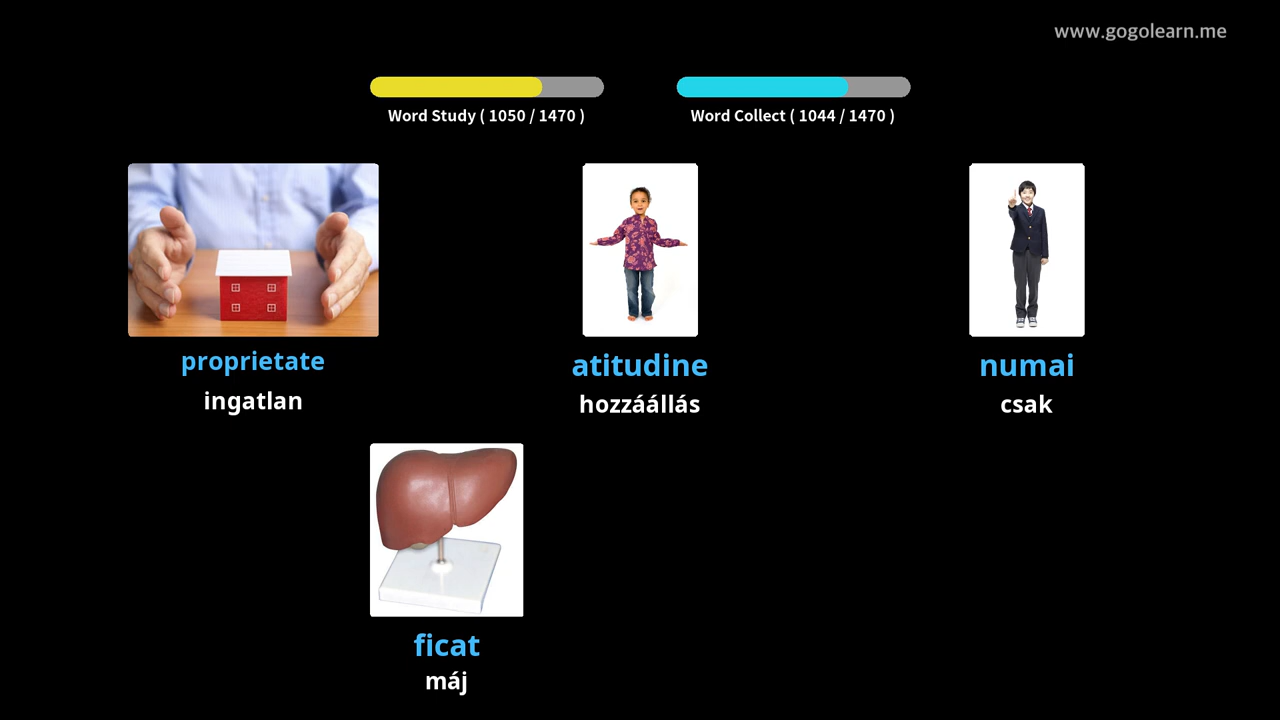 www.gogolearn.me
Word Study ( 1050 / 1470 )
Word Collect ( 1044 / 1470 )
proprietate
ingatlan
atitudine
hozzáállás
numai
csak
ficat
máj